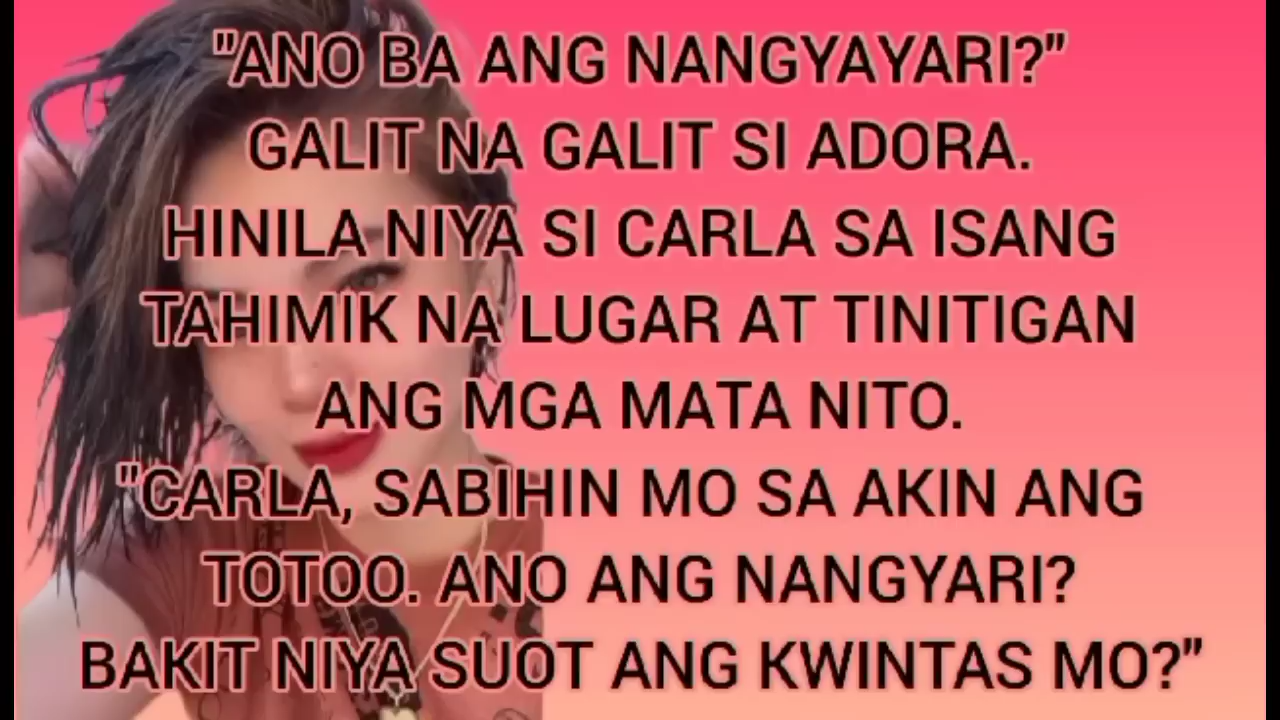 "ANO BA ANG NANGYAYARI?"
GALIT NA GALIT SI ADORA.
HINILA NIYA SI CARLA SA ISANG
TAHIMIK NA LUGAR AT TINITIGAN
ANG MGA MATA NITO.
"CARLA, SABIHIN MO SA AKIN ANG
TOTOO. ANO ANG NANGYARI?
BAKIT NIYA SUOT ANG KWINTAS MO?"